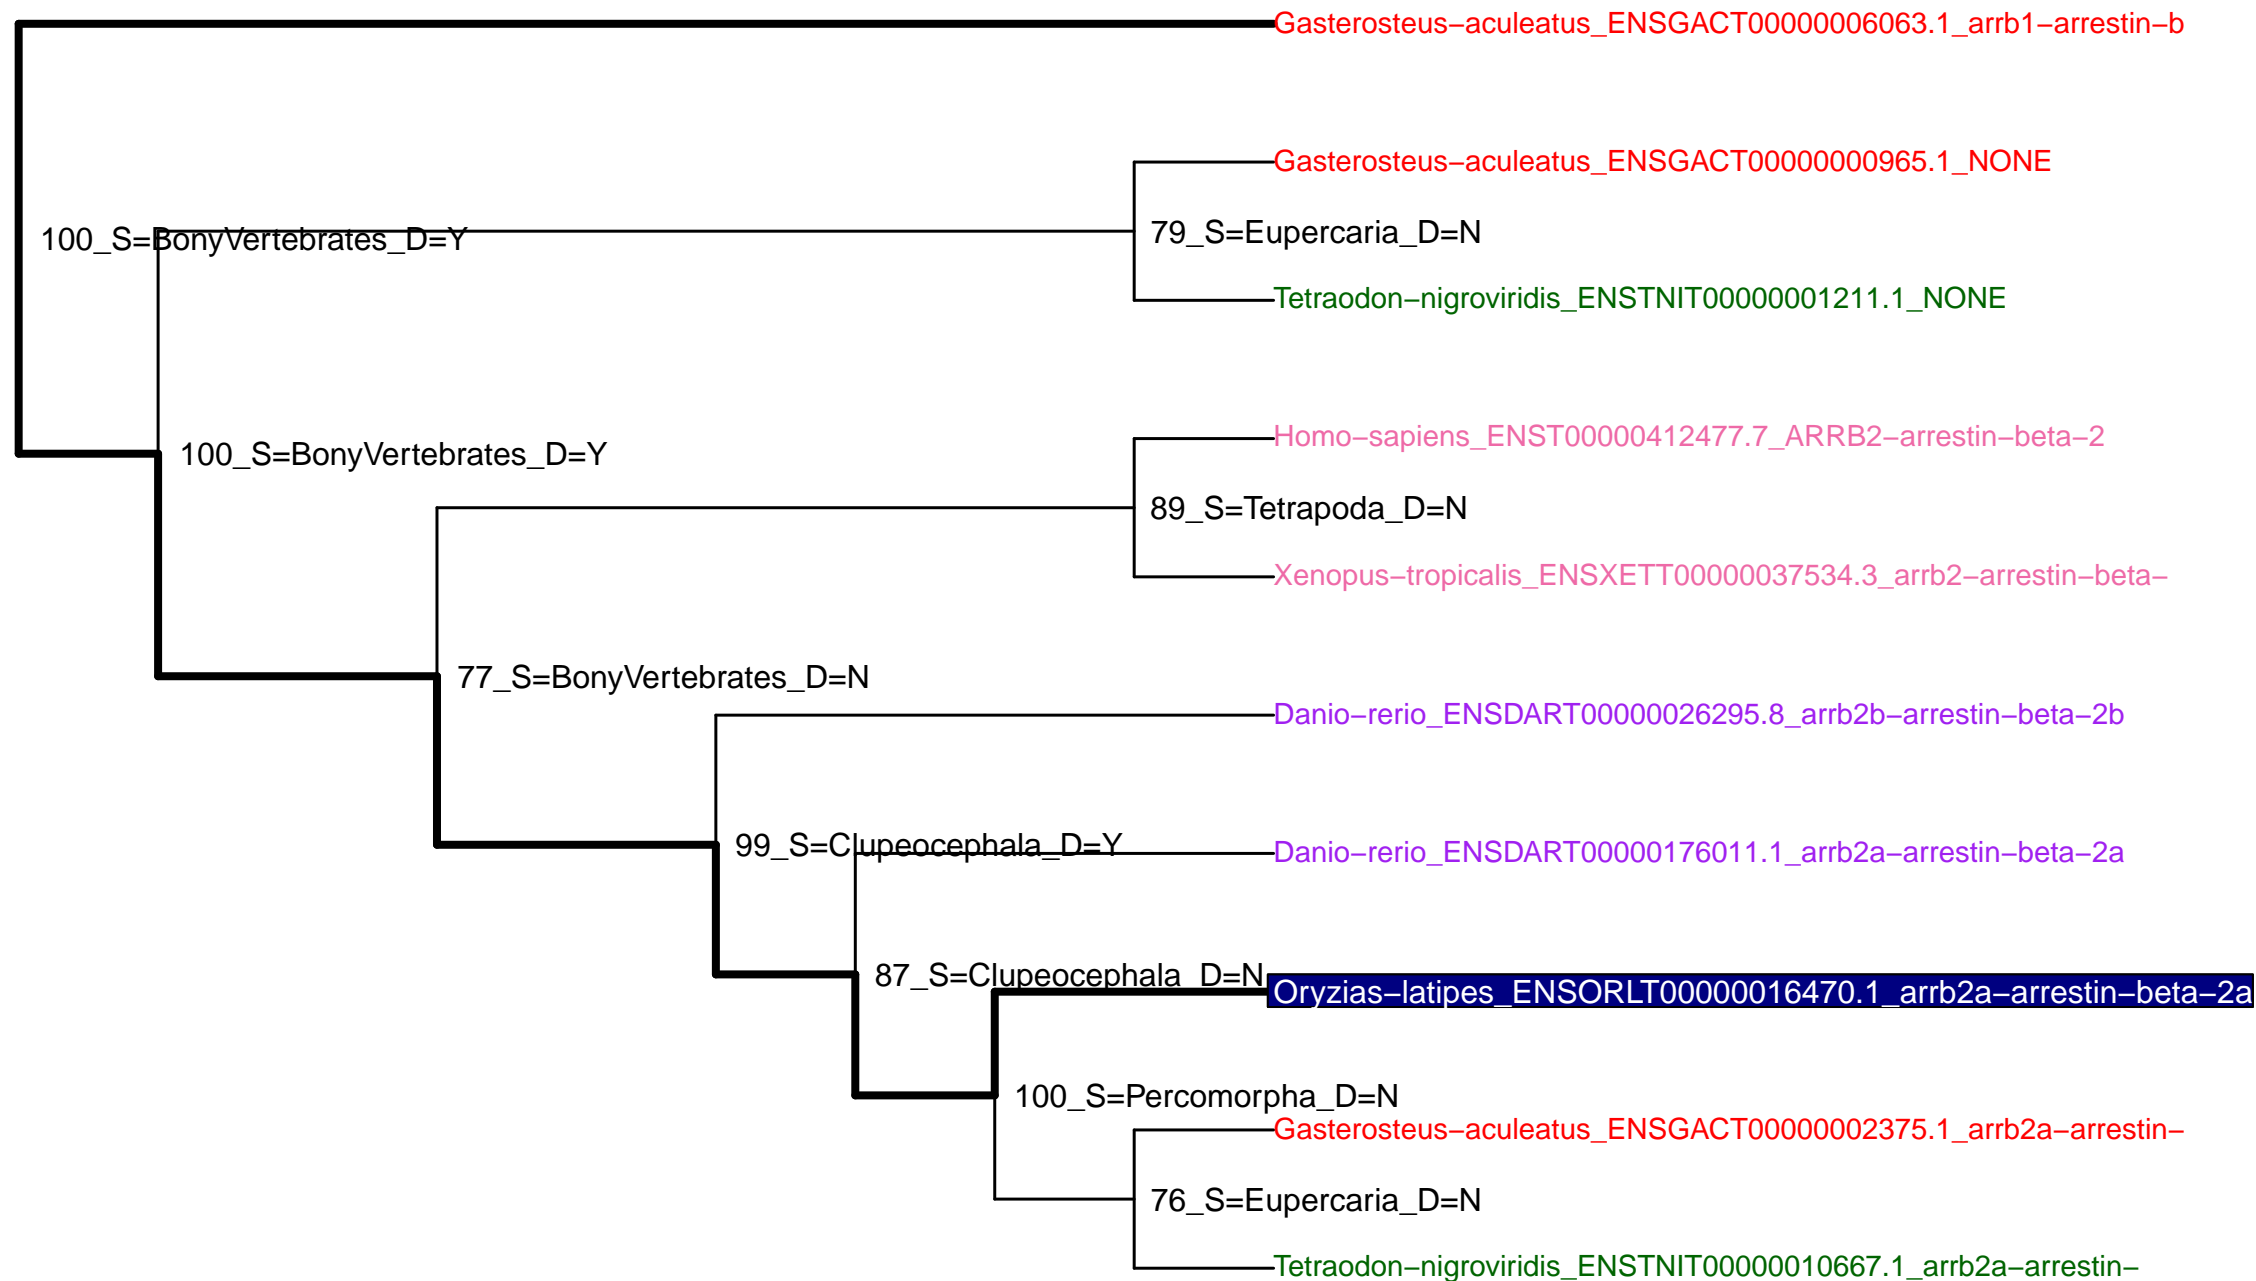 Gasterosteus−aculeatus_ENSGACT00000006063.1_arrb1−arrestin−b
Gasterosteus−aculeatus_ENSGACT00000000965.1_NONE
79_S=Eupercaria_D=N
100_S=BonyVertebrates_D=Y
Tetraodon−nigroviridis_ENSTNIT00000001211.1_NONE
Homo−sapiens_ENST00000412477.7_ARRB2−arrestin−beta−2
100_S=BonyVertebrates_D=Y
89_S=Tetrapoda_D=N
Xenopus−tropicalis_ENSXETT00000037534.3_arrb2−arrestin−beta−
77_S=BonyVertebrates_D=N
Danio−rerio_ENSDART00000026295.8_arrb2b−arrestin−beta−2b
99_S=Clupeocephala_D=Y
Danio−rerio_ENSDART00000176011.1_arrb2a−arrestin−beta−2a
87_S=Clupeocephala_D=N
Oryzias−latipes_ENSORLT00000016470.1_arrb2a−arrestin−beta−2a
100_S=Percomorpha_D=N
Gasterosteus−aculeatus_ENSGACT00000002375.1_arrb2a−arrestin−
76_S=Eupercaria_D=N
Tetraodon−nigroviridis_ENSTNIT00000010667.1_arrb2a−arrestin−